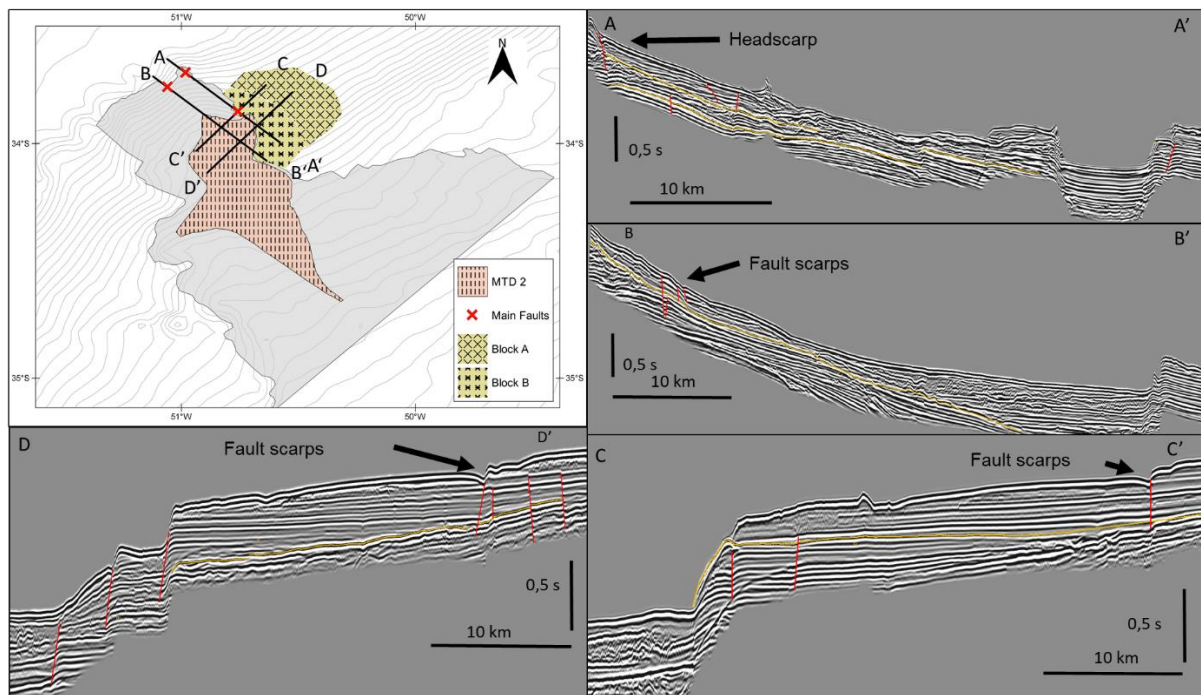 51°W
50°W
N
A
B
C
D
34°S
34°S
C'
D'
B'
A'
MTD 2
Main Faults
Block A
Block B
35°S
35°S
51°W
50°W
A
A'
Headscarp
0,5 s
10 km
B
B'
Fault scarps
0,5 s
10 km
D
D'
Fault scarps
0,5 s
10 km
C
C'
Fault scarps
0,5 s
10 km